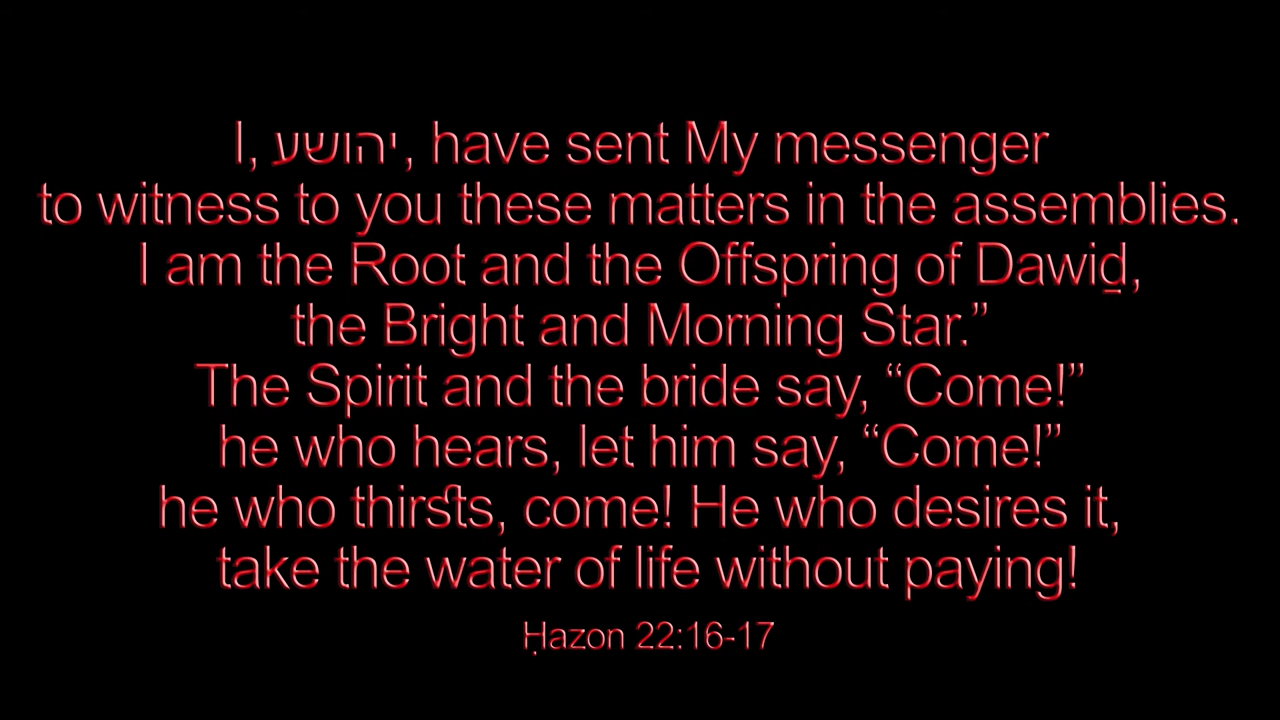 I, יהושע, have sent My messenger
to witness to you these matters in the assemblies.
I am the Root and the Offspring of Dawiḏ,
the Bright and Morning Star.”
The Spirit and the bride say, “Come!”
he who hears, let him say, “Come!”
he who thirsts, come! He who desires it,
take the water of life without paying!
Ḥazon 22:16-17